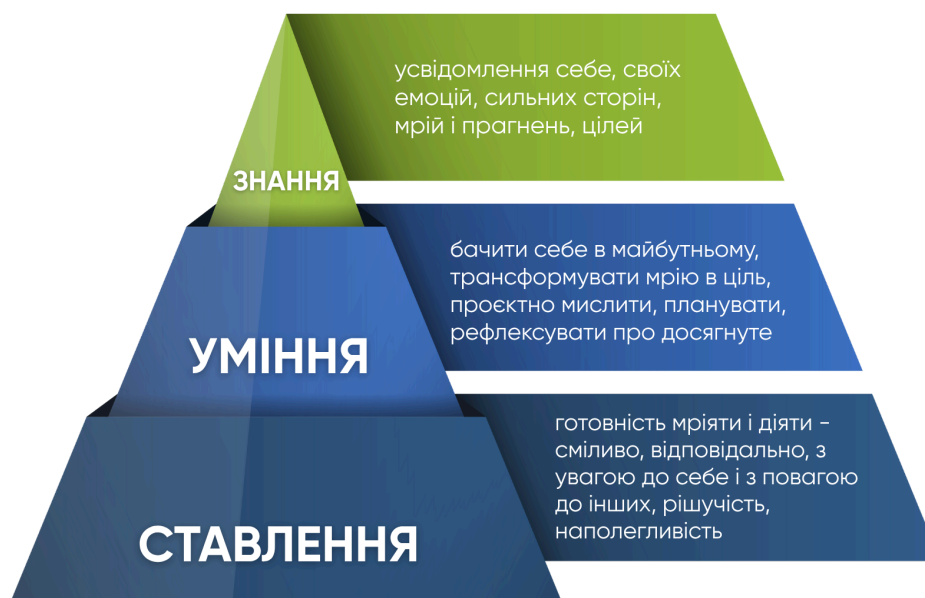 усвідомлення себе, своїх
емоцій, сильних сторін,
мрій і прагнень, цілей
ЗНАННЯ
бачити себе в майбутньому,
трансформувати мрію в ціль,
проєктно мислити, планувати,
рефлексувати про досягнуте
УМІННЯ
готовність мріяти і діяти -
сміливо, відповідально, з
увагою до себе і з повагою
до інших, рішучість,
наполегливість
СТАВЛЕННЯ